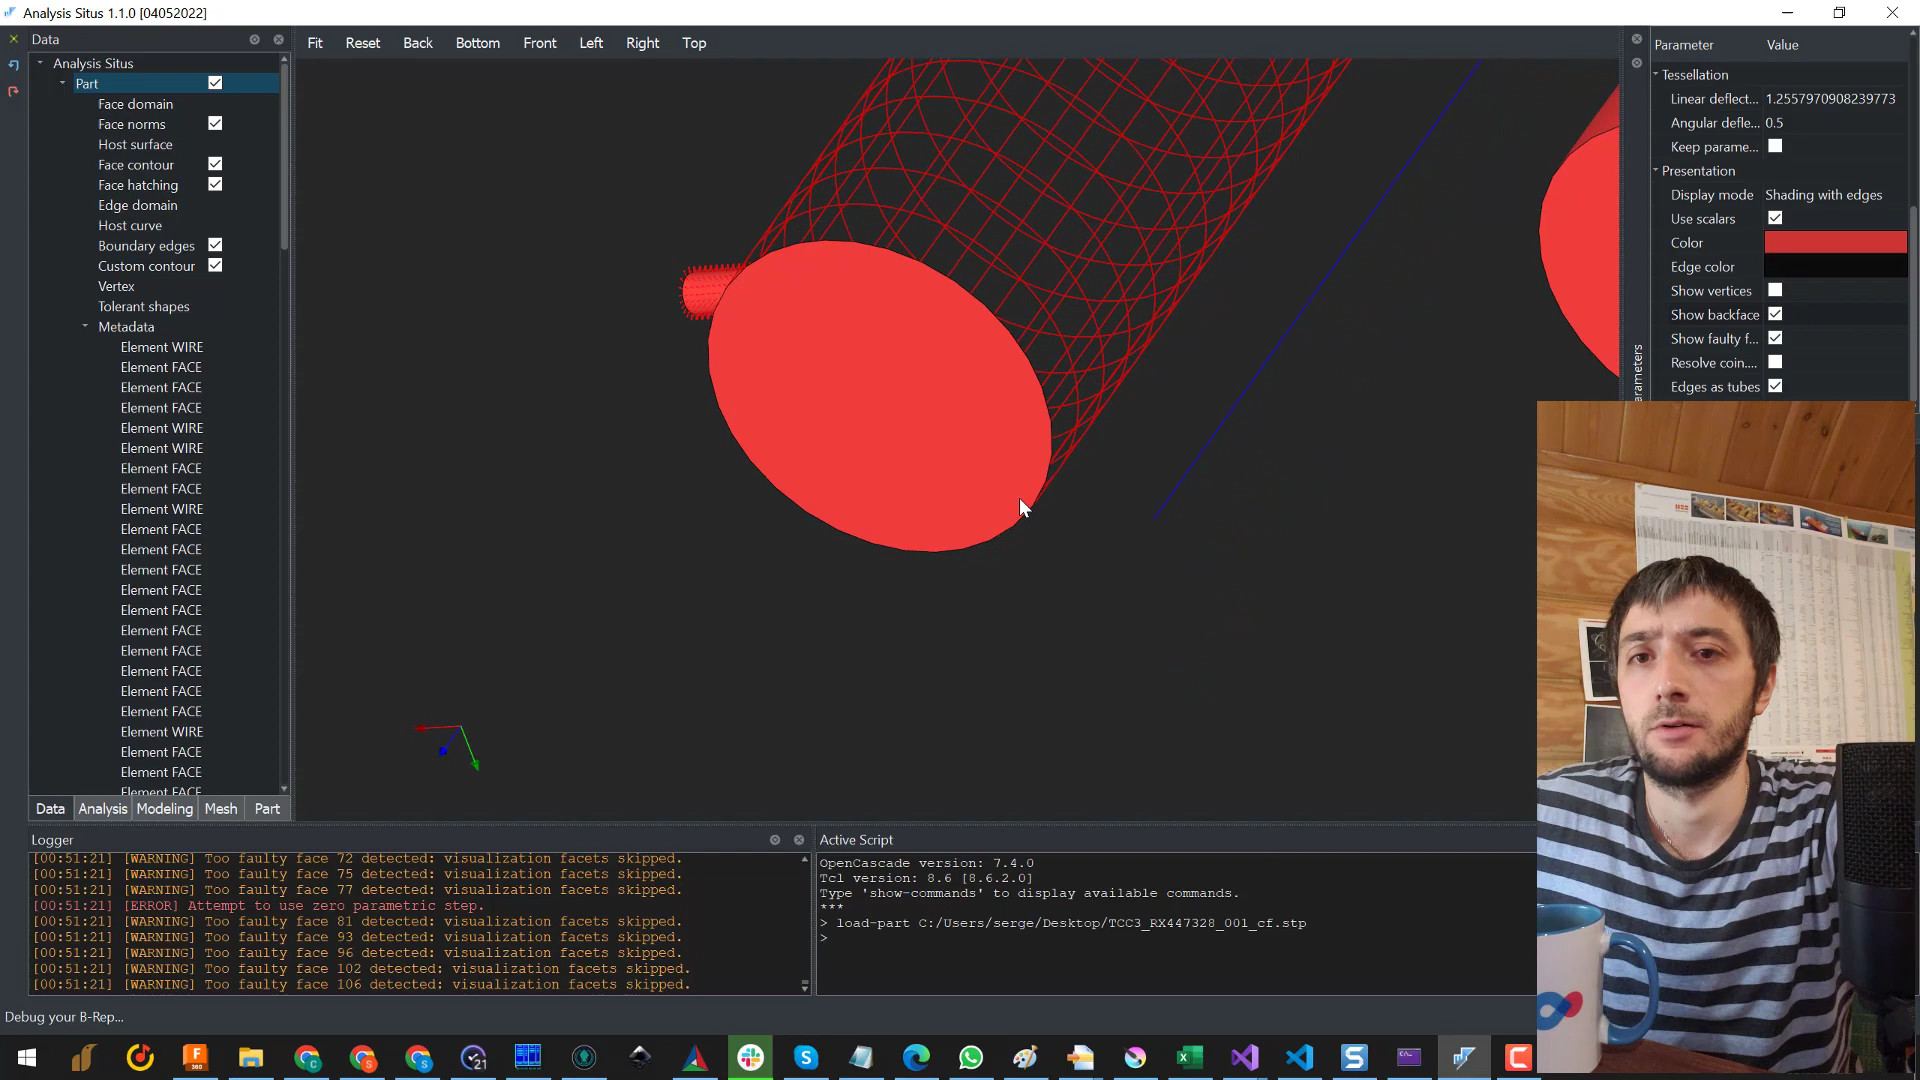 Analysis Situs 1.1.0 [04052022]
Data
Analysis Situs
Part
Face domain
Face norms
Host surface
Face contour
Face hatching
Edge domain
Host curve
Boundary edges
Custom contour
Vertex
Tolerant shapes
Metadata
Element WIRE
Element FACE
Element FACE
Element FACE
Element WIRE
Element WIRE
Element FACE
Element FACE
Element WIRE
Element FACE
Element FACE
Element FACE
Element FACE
Element FACE
Element FACE
Element FACE
Element FACE
Element FACE
Element FACE
Element WIRE
Element FACE
Element FACE
Element FACE
Data Analysis Modeling Mesh Part
Fit Reset Back Bottom Front Left Right Top
Parameter Value
Tessellation
Linear deflect... 1.2557970908239773
Angular defle... 0.5
Keep parame...
Presentation
Display mode Shading with edges
Use scalars
Color
Edge color
Show vertices
Show backface
Show faulty f...
Resolve coin....
Edges as tubes
Logger
[00:51:21] [WARNING] Too faulty face 72 detected: visualization facets skipped.
[00:51:21] [WARNING] Too faulty face 75 detected: visualization facets skipped.
[00:51:21] [WARNING] Too faulty face 77 detected: visualization facets skipped.
[00:51:21] [ERROR] Attempt to use zero parametric step.
[00:51:21] [WARNING] Too faulty face 81 detected: visualization facets skipped.
[00:51:21] [WARNING] Too faulty face 93 detected: visualization facets skipped.
[00:51:21] [WARNING] Too faulty face 96 detected: visualization facets skipped.
[00:51:21] [WARNING] Too faulty face 102 detected: visualization facets skipped.
[00:51:21] [WARNING] Too faulty face 106 detected: visualization facets skipped.
Active Script
OpenCascade version: 7.4.0
Tcl version: 8.6 [8.6.2.0]
Type 'show-commands' to display available commands.
***
> load-part C:/Users/serge/Desktop/TCC3_RX447328_001_cf.stp
>
Debug your B-Rep...